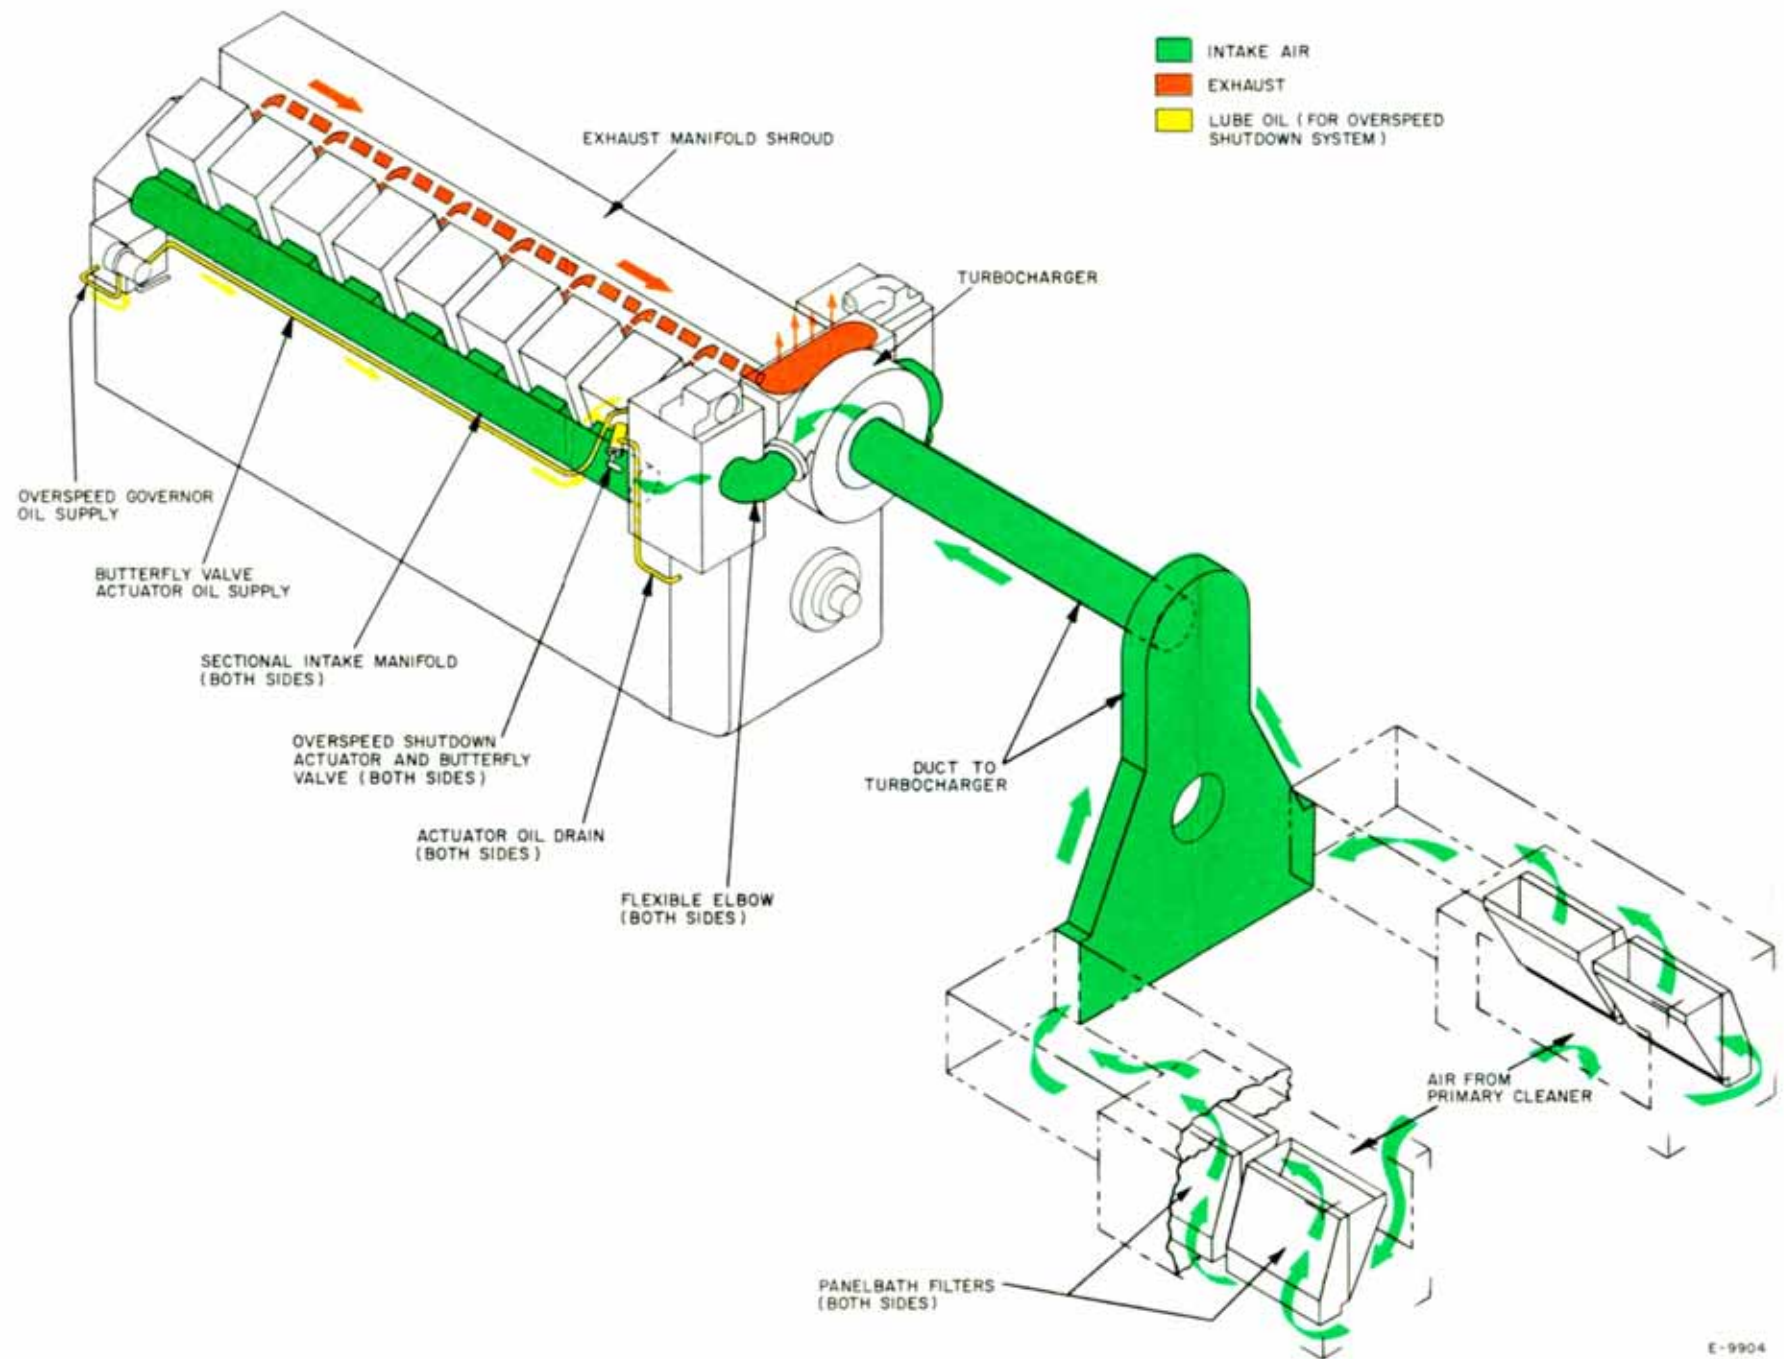 INTAKE AIR
EXHAUST
LUBE OIL (FOR OVERSPEED
SHUTDOWN SYSTEM)
EXHAUST MANIFOLD SHROUD
TURBOCHARGER
OVERSPEED GOVERNOR
OIL SUPPLY
BUTTERFLY VALVE
ACTUATOR OIL SUPPLY
SECTIONAL INTAKE MANIFOLD
(BOTH SIDES)
OVERSPEED SHUTDOWN
ACTUATOR AND BUTTERFLY
VALVE (BOTH SIDES)
ACTUATOR OIL DRAIN
(BOTH SIDES)
FLEXIBLE ELBOW
(BOTH SIDES)
DUCT TO
TURBOCHARGER
AIR FROM
PRIMARY CLEANER
PANELBATH FILTERS
(BOTH SIDES)
E-9904